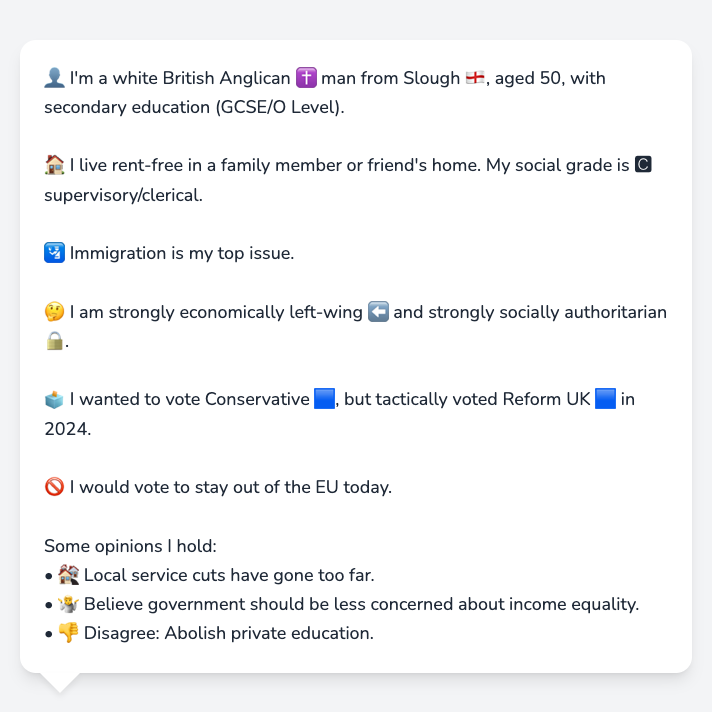 👤 I'm a white British Anglican ✝️ man from Slough 🏴󠁧󠁢󠁥󠁮󠁧󠁿, aged 50, with
secondary education (GCSE/O Level).
🏠 I live rent-free in a family member or friend's home. My social grade is 🅲
supervisory/clerical.
🛂 Immigration is my top issue.
🤔 I am strongly economically left-wing ⬅️ and strongly socially authoritarian
🔒.
🗳️ I wanted to vote Conservative 🟦, but tactically voted Reform UK 🟦 in
2024.
🚫 I would vote to stay out of the EU today.
Some opinions I hold:
• 🏚️ Local service cuts have gone too far.
• 🤷 Believe government should be less concerned about income equality.
• 👎 Disagree: Abolish private education.